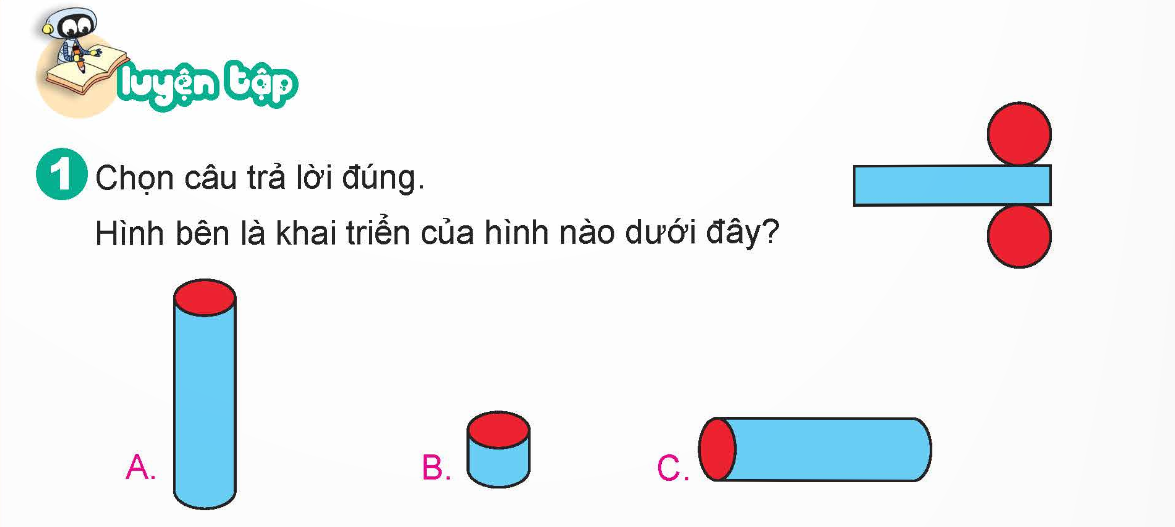 luyện tập
1 Chọn câu trả lời đúng.
Hình bên là khai triển của hình nào dưới đây?
A. B. C.